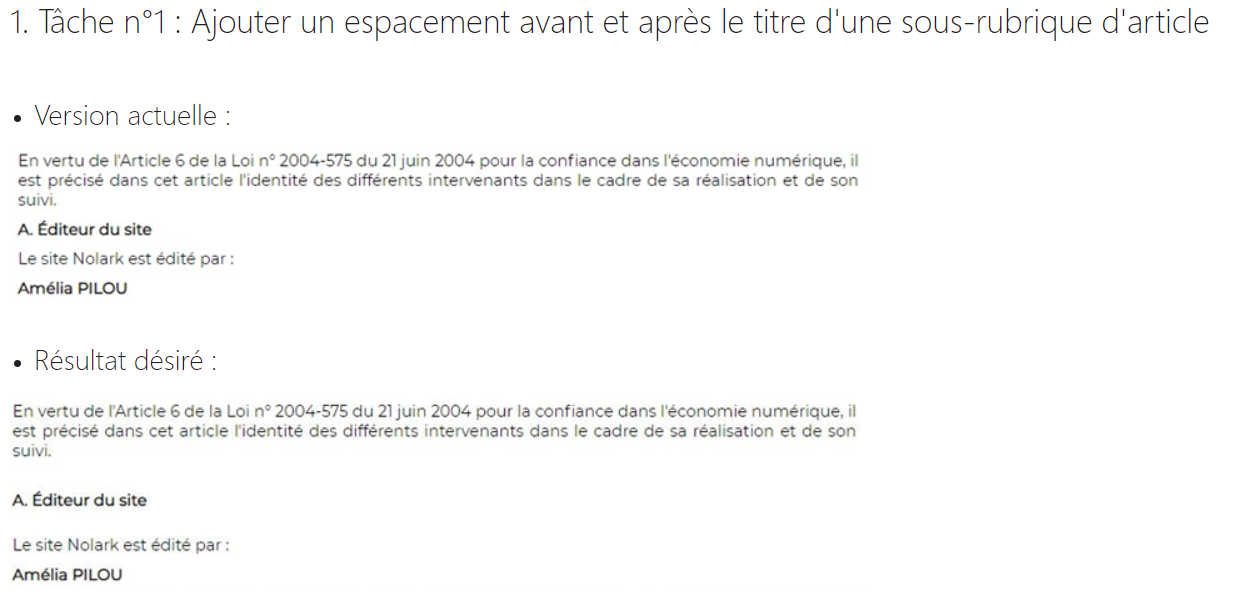 1. Tâche n°1 : Ajouter un espacement avant et après le titre d'une sous-rubrique d'article
• Version actuelle :
En vertu de l'Article 6 de la Loi n° 2004-575 du 21 juin 2004 pour la confiance dans l'économie numérique, il
est précisé dans cet article l'identité des différents intervenants dans le cadre de sa réalisation et de son
suivi.
A. Éditeur du site
Le site Nolark est édité par :
Amélia PILOU
• Résultat désiré :
En vertu de l'Article 6 de la Loi n° 2004-575 du 21 juin 2004 pour la confiance dans l'économie numérique, il
est précisé dans cet article l'identité des différents intervenants dans le cadre de sa réalisation et de son
suivi.
A. Éditeur du site
Le site Nolark est édité par :
Amélia PILOU